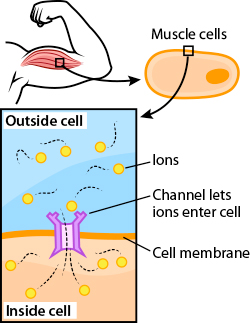 Muscle cells
Outside cell
Ions
Channel lets
ions enter cell
Cell membrane
Inside cell